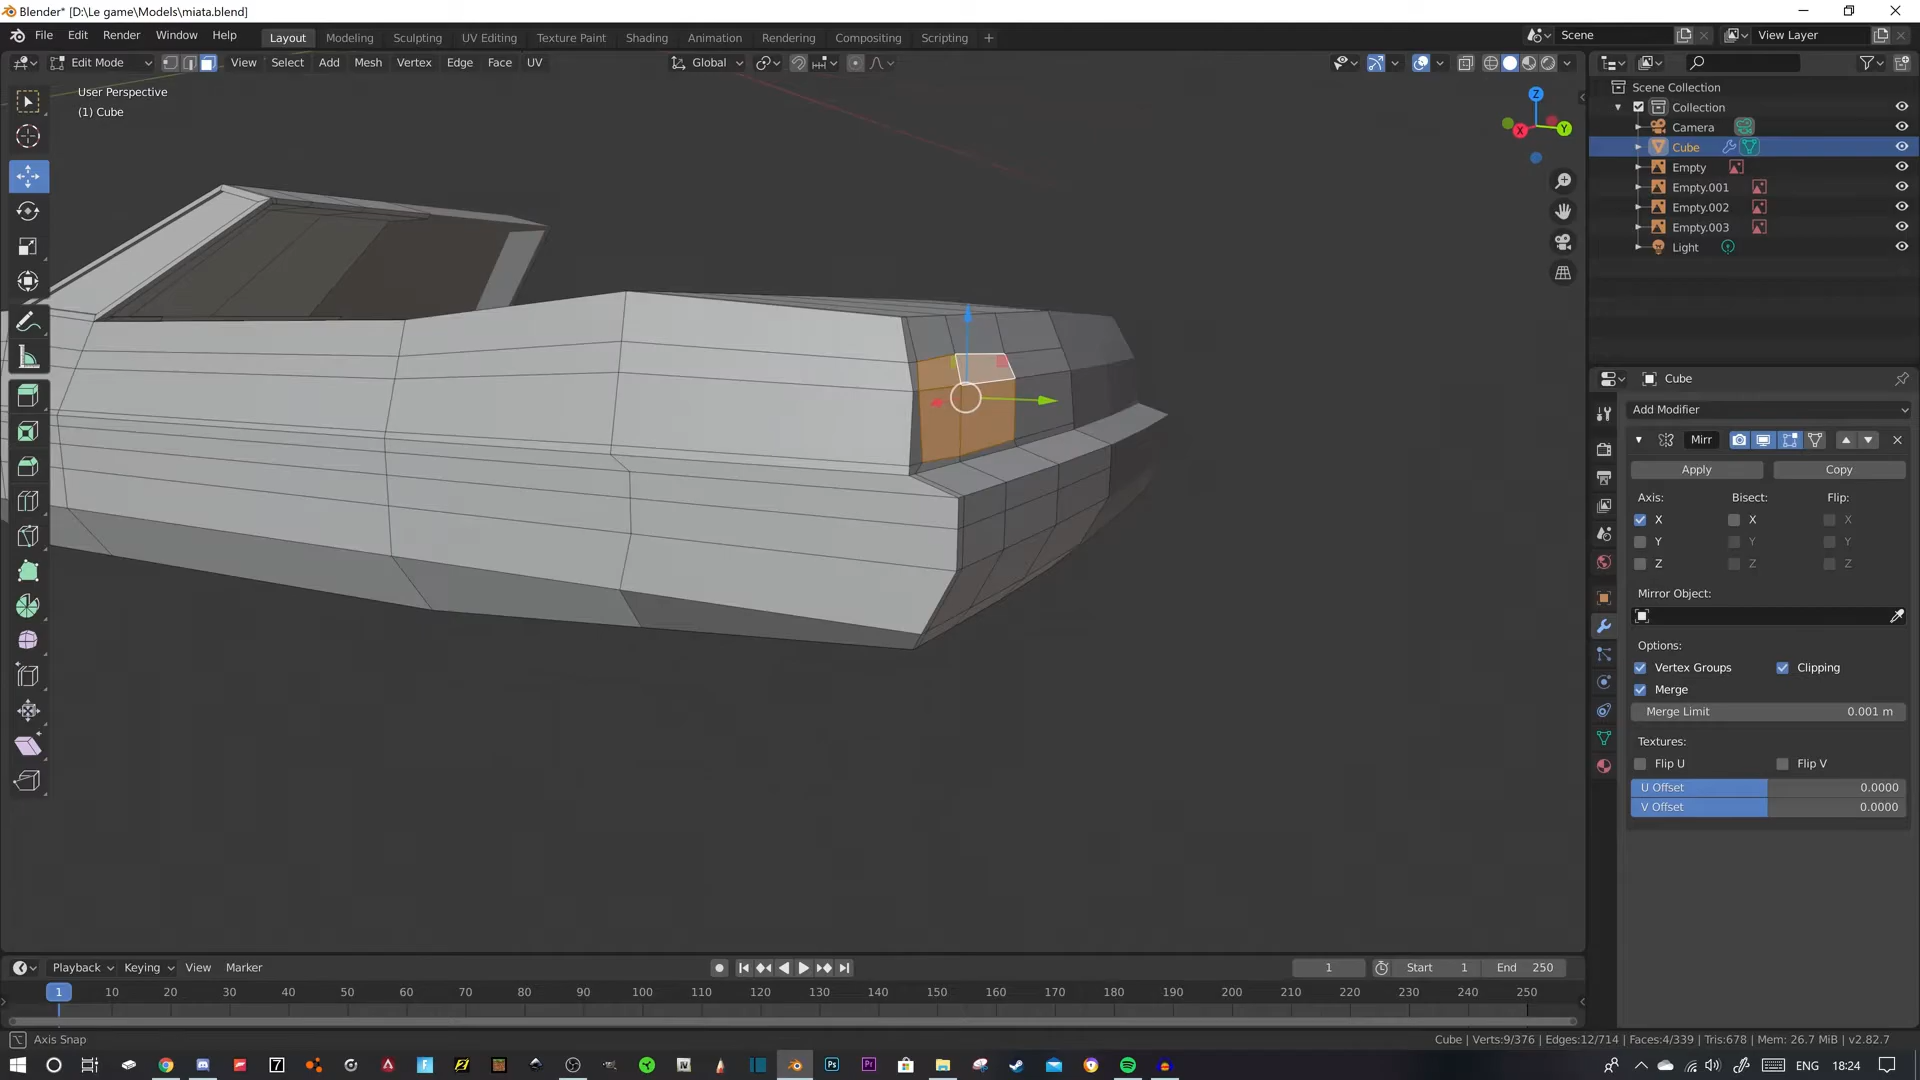 Blender* [D:\Le game\Models\miata.blend]
File Edit Render Window Help Layout Modeling Sculpting UV Editing Texture Paint Shading Animation Rendering Compositing Scripting + Scene View Layer
Edit Mode View Select Add Mesh Vertex Edge Face UV Global
User Perspective
(1) Cube
Z
X Y
Scene Collection
Collection
Camera
Cube
Empty
Empty.001
Empty.002
Empty.003
Light
Cube
Add Modifier
Mirr
Apply Copy
Axis: Bisect: Flip:
X X X
Y Y Y
Z Z Z
Mirror Object:
Options:
Vertex Groups Clipping
Merge
Merge Limit 0.001 m
Textures:
Flip U Flip V
U Offset 0.0000
V Offset 0.0000
Playback Keying View Marker 1 Start 1 End 250
1 10 20 30 40 50 60 70 80 90 100 110 120 130 140 150 160 170 180 190 200 210 220 230 240 250
Axis Snap Cube | Verts:9/376 | Edges:12/714 | Faces:4/339 | Tris:678 | Mem: 26.7 MiB | v2.82.7
7 IV Ps Pr ENG 18:24